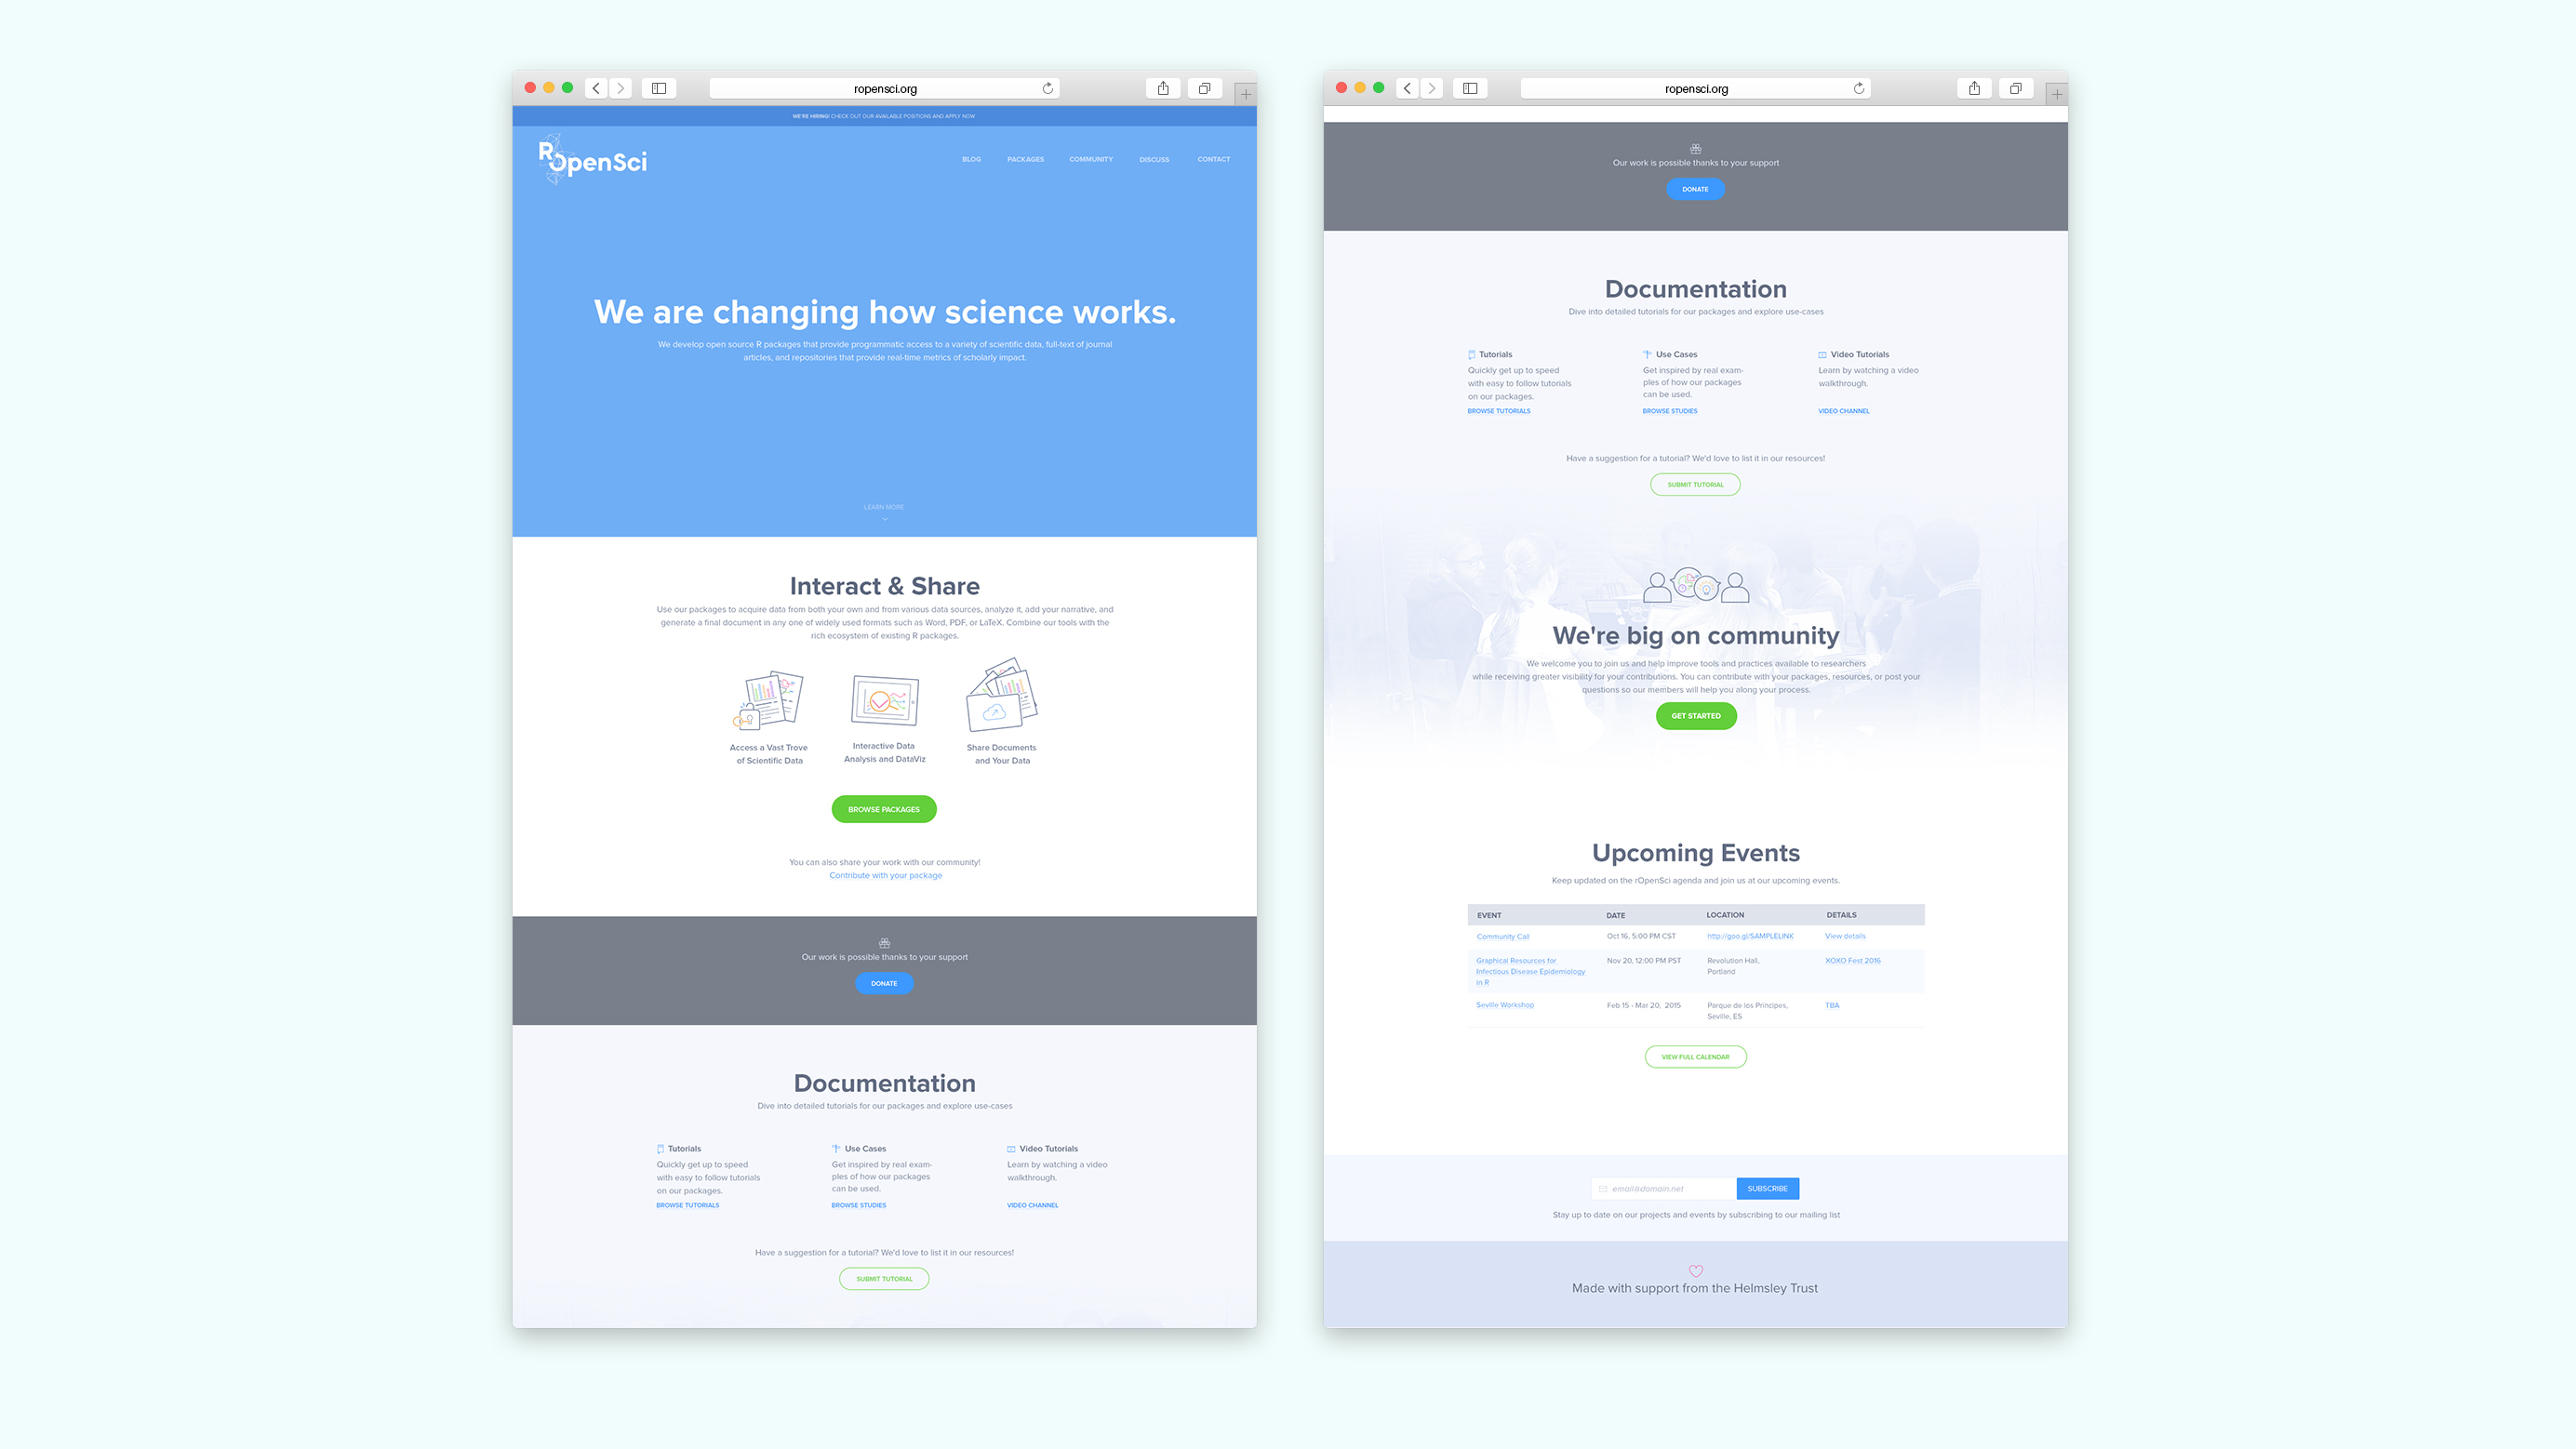 ropensci.org
WE'RE HIRING! CHECK OUT OUR AVAILABLE POSITIONS AND APPLY NOW
ROpenSci
BLOG PACKAGES COMMUNITY DISCUSS CONTACT
We are changing how science works.
We develop open source R packages that provide programmatic access to a variety of scientific data, full-text of journal
articles, and repositories that provide real-time metrics of scholarly impact.
LEARN MORE
Interact & Share
Use our packages to acquire data from both your own and from various data sources, analyze it, add your narrative, and
generate a final document in any one of widely used formats such as Word, PDF, or LaTeX. Combine our tools with the
rich ecosystem of existing R packages.
Access a Vast Trove
of Scientific Data
Interactive Data
Analysis and DataViz
Share Documents
and Your Data
BROWSE PACKAGES
You can also share your work with our community!
Contribute with your package
Our work is possible thanks to your support
DONATE
Documentation
Dive into detailed tutorials for our packages and explore use-cases
Tutorials
Quickly get up to speed
with easy to follow tutorials
on our packages.
BROWSE TUTORIALS
Use Cases
Get inspired by real exam-
ples of how our packages
can be used.
BROWSE STUDIES
Video Tutorials
Learn by watching a video
walkthrough.
VIDEO CHANNEL
Have a suggestion for a tutorial? We'd love to list it in our resources!
SUBMIT TUTORIAL
ropensci.org
Our work is possible thanks to your support
DONATE
Documentation
Dive into detailed tutorials for our packages and explore use-cases
Tutorials
Quickly get up to speed
with easy to follow tutorials
on our packages.
BROWSE TUTORIALS
Use Cases
Get inspired by real exam-
ples of how our packages
can be used.
BROWSE STUDIES
Video Tutorials
Learn by watching a video
walkthrough.
VIDEO CHANNEL
Have a suggestion for a tutorial? We'd love to list it in our resources!
SUBMIT TUTORIAL
We're big on community
We welcome you to join us and help improve tools and practices available to researchers
while receiving greater visibility for your contributions. You can contribute with your packages, resources, or post your
questions so our members will help you along your process.
GET STARTED
Upcoming Events
Keep updated on the rOpenSci agenda and join us at our upcoming events.
EVENT DATE LOCATION DETAILS
Community Call Oct 16, 5:00 PM CST http://goo.gl/SAMPLELINK View details
Graphical Resources for Nov 20, 12:00 PM PST Revolution Hall, XOXO Fest 2016
Infectious Disease Epidemiology Portland
in R
Seville Workshop Feb 15 - Mar 20, 2015 Parque de los Principes, TBA
Seville, ES
VIEW FULL CALENDAR
email@domain.net SUBSCRIBE
Stay up to date on our projects and events by subscribing to our mailing list
Made with support from the Helmsley Trust